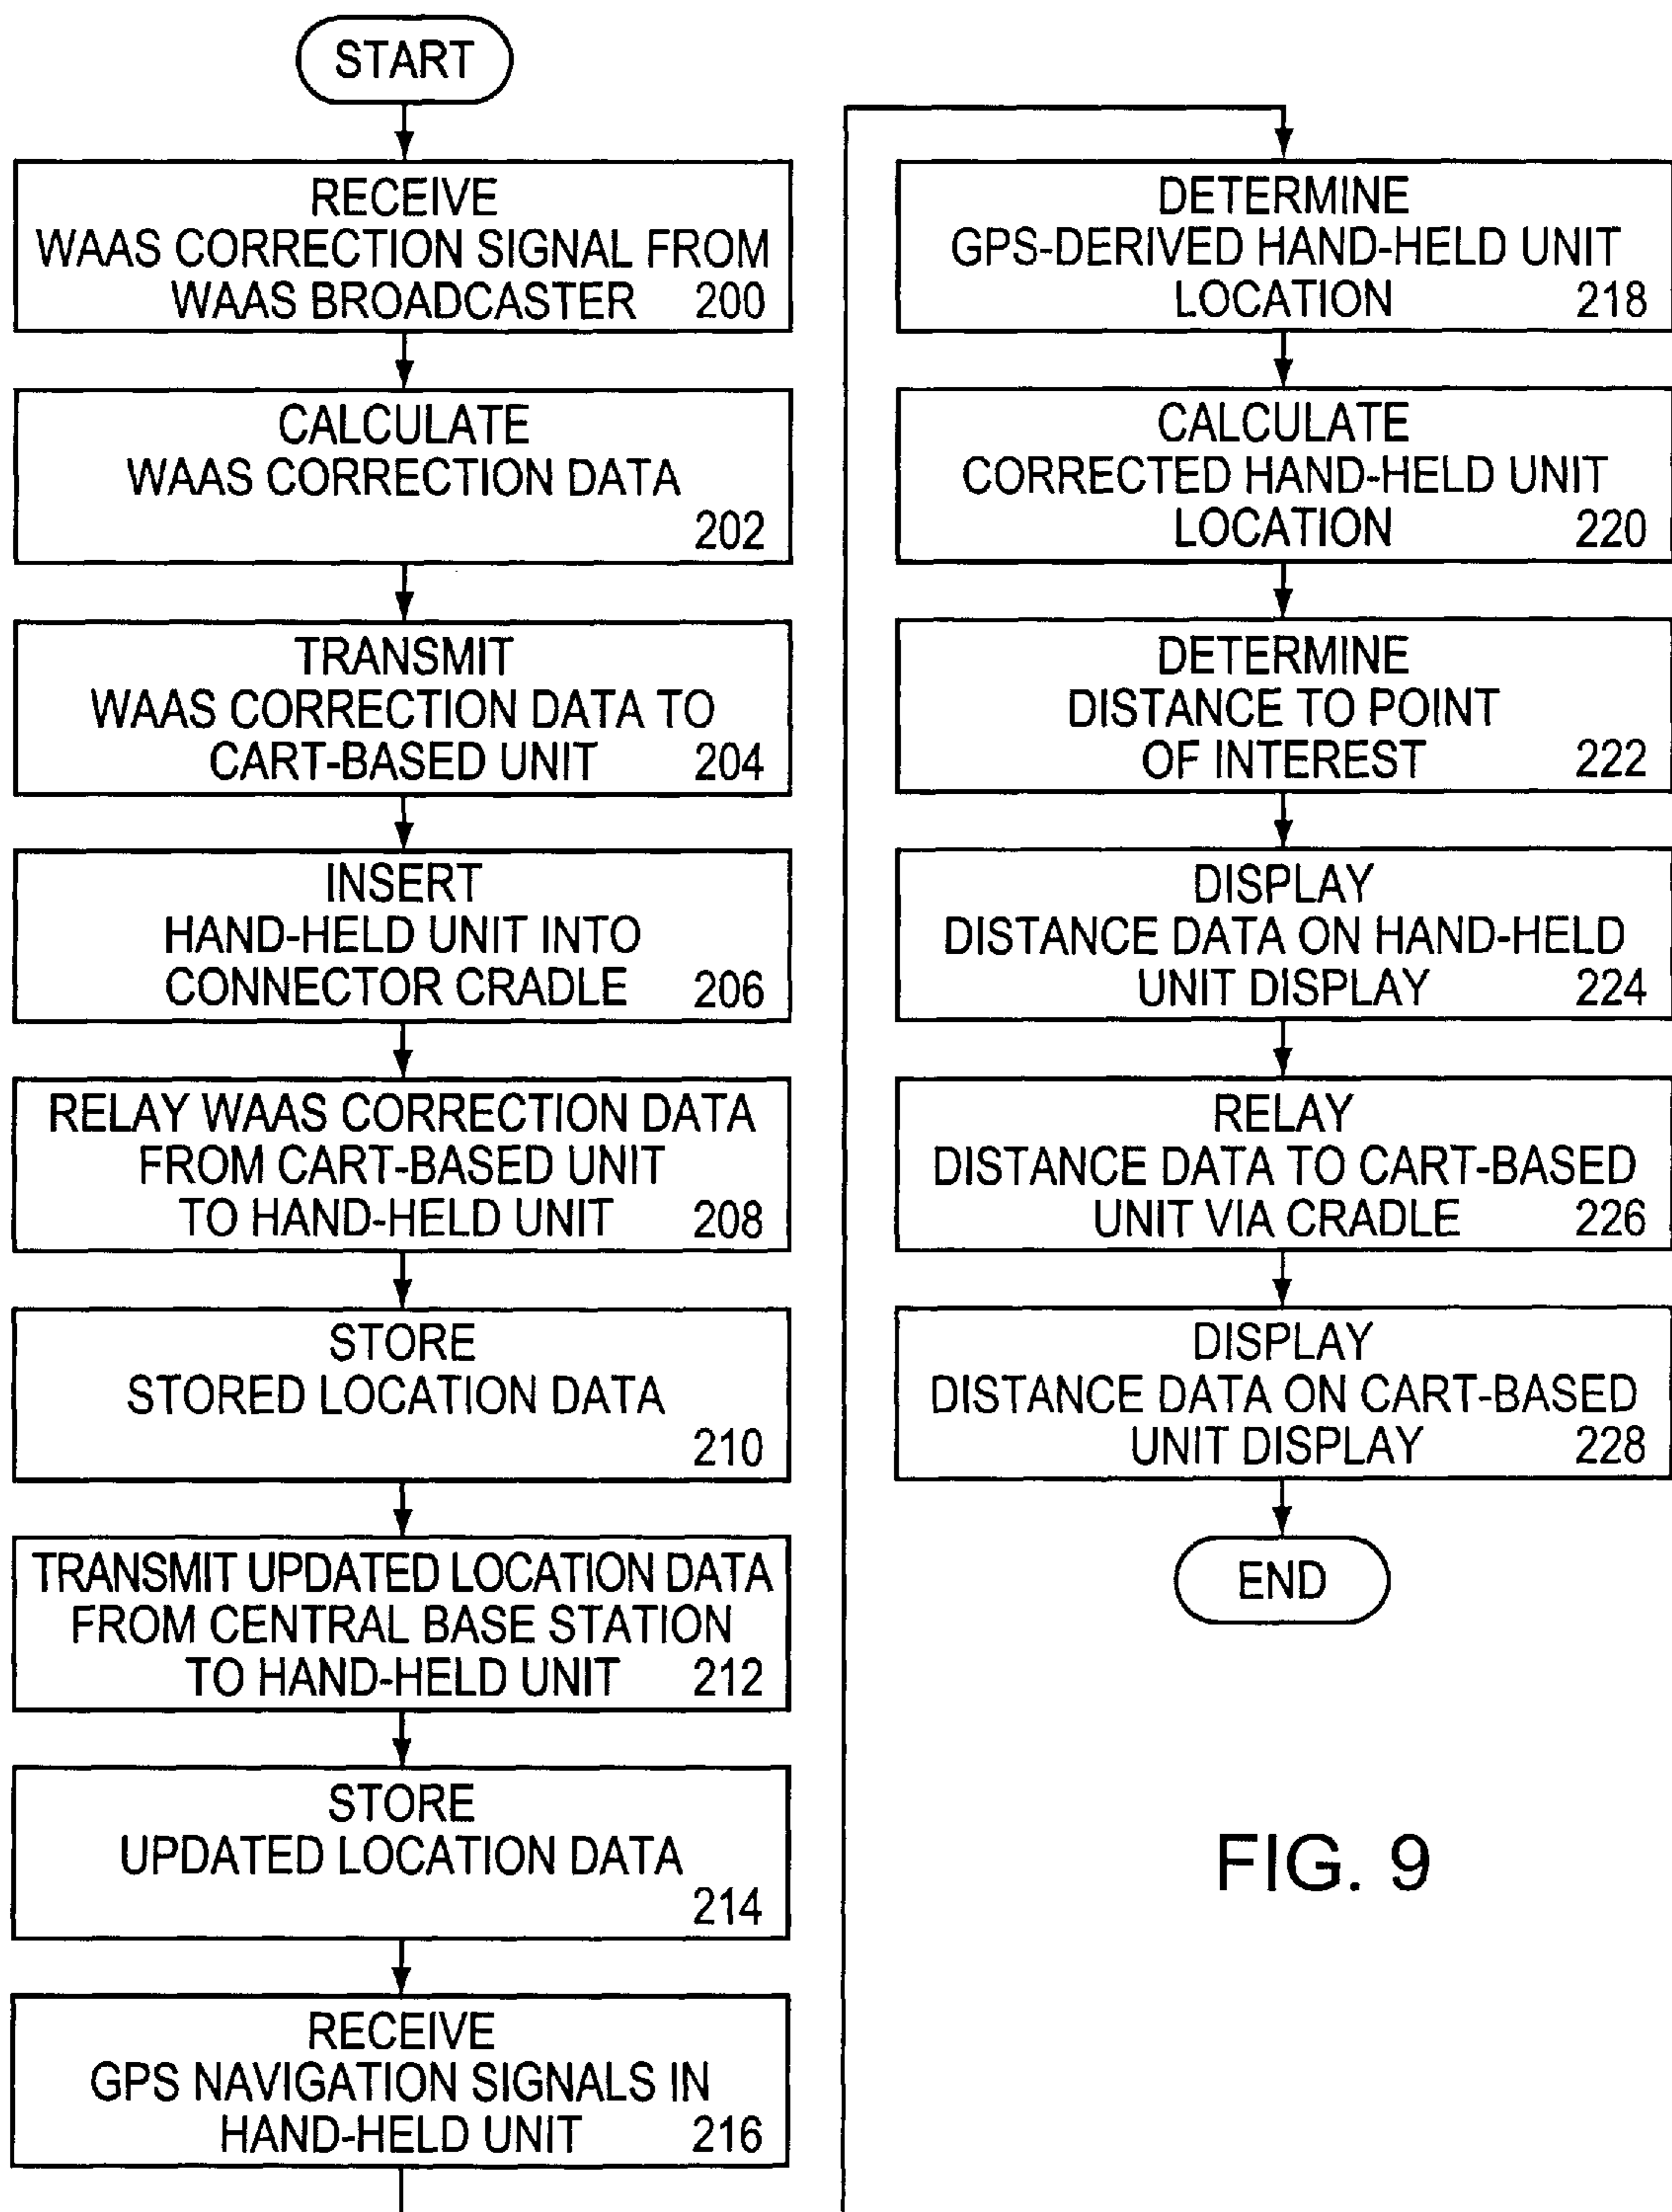 START
RECEIVE
WAAS CORRECTION SIGNAL FROM
WAAS BROADCASTER 200
CALCULATE
WAAS CORRECTION DATA
202
TRANSMIT
WAAS CORRECTION DATA TO
CART-BASED UNIT 204
INSERT
HAND-HELD UNIT INTO
CONNECTOR CRADLE 206
RELAY WAAS CORRECTION DATA
FROM CART-BASED UNIT
TO HAND-HELD UNIT 208
STORE
STORED LOCATION DATA
210
TRANSMIT UPDATED LOCATION DATA
FROM CENTRAL BASE STATION
TO HAND-HELD UNIT 212
STORE
UPDATED LOCATION DATA
214
RECEIVE
GPS NAVIGATION SIGNALS IN
HAND-HELD UNIT 216
DETERMINE
GPS-DERIVED HAND-HELD UNIT
LOCATION 218
CALCULATE
CORRECTED HAND-HELD UNIT
LOCATION 220
DETERMINE
DISTANCE TO POINT
OF INTEREST 222
DISPLAY
DISTANCE DATA ON HAND-HELD
UNIT DISPLAY 224
RELAY
DISTANCE DATA TO CART-BASED
UNIT VIA CRADLE 226
DISPLAY
DISTANCE DATA ON CART-BASED
UNIT DISPLAY 228
END
FIG. 9